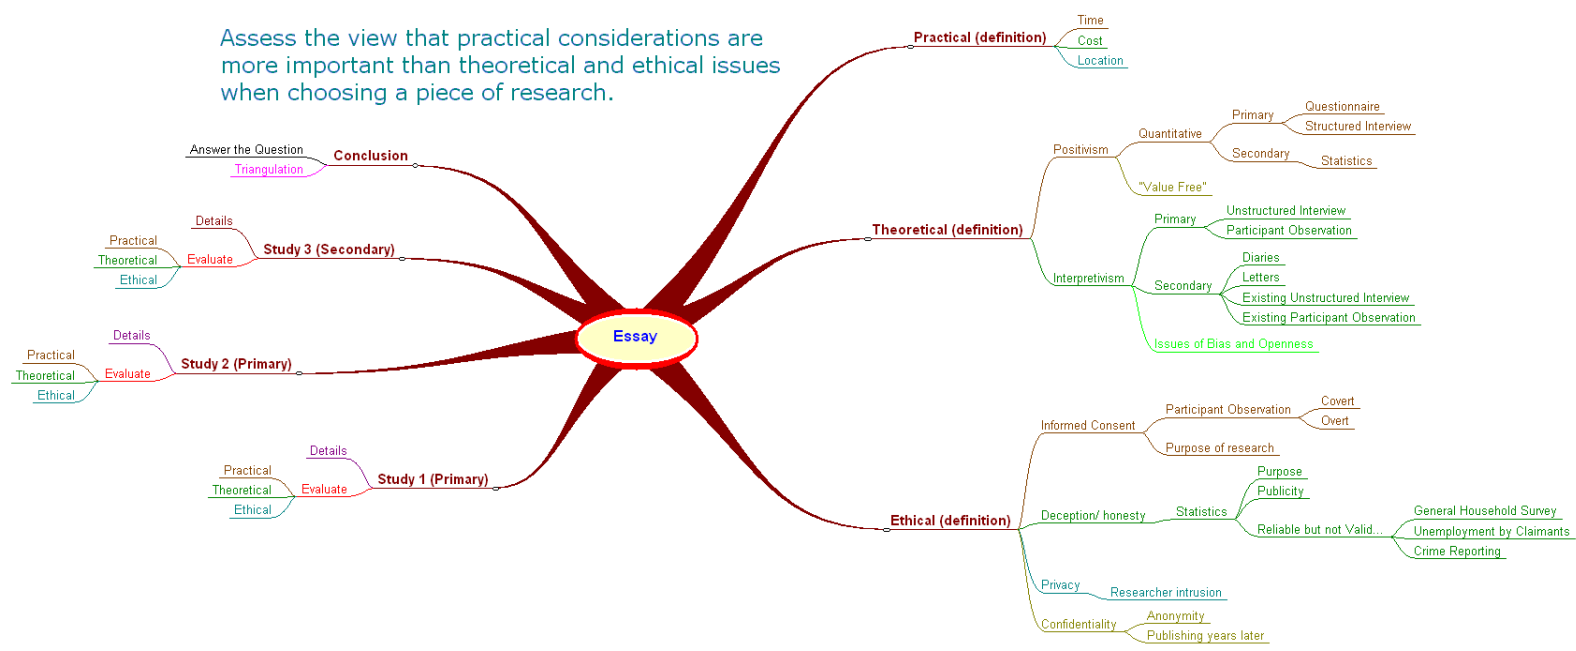 Assess the view that practical considerations are
more important than theoretical and ethical issues
when choosing a piece of research.
Essay
Practical (definition)
Time
Cost
Location
Theoretical (definition)
Positivism
Quantitative
Primary
Questionnaire
Structured Interview
Secondary
Statistics
"Value Free"
Interpretivism
Primary
Unstructured Interview
Participant Observation
Secondary
Diaries
Letters
Existing Unstructured Interview
Existing Participant Observation
Issues of Bias and Openness
Ethical (definition)
Informed Consent
Participant Observation
Covert
Overt
Purpose of research
Deception/ honesty
Statistics
Purpose
Publicity
Reliable but not Valid...
General Household Survey
Unemployment by Claimants
Crime Reporting
Privacy
Researcher intrusion
Confidentiality
Anonymity
Publishing years later
Study 1 (Primary)
Details
Evaluate
Practical
Theoretical
Ethical
Study 2 (Primary)
Details
Evaluate
Practical
Theoretical
Ethical
Study 3 (Secondary)
Details
Evaluate
Practical
Theoretical
Ethical
Conclusion
Answer the Question
Triangulation